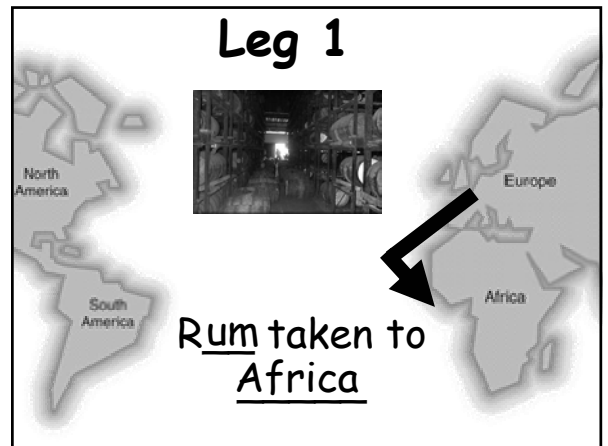 Leg 1
North
America
Europe
South
America
Africa
Rum taken to
Africa